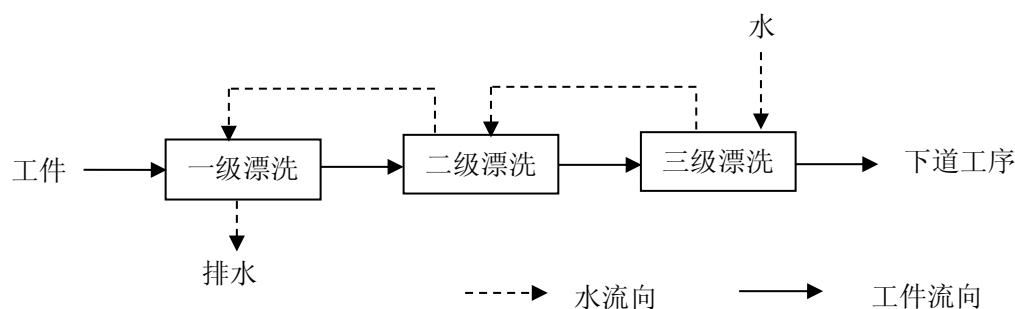 水
工件
一级漂洗
二级漂洗
三级漂洗
下道工序
排水
水流向
工件流向